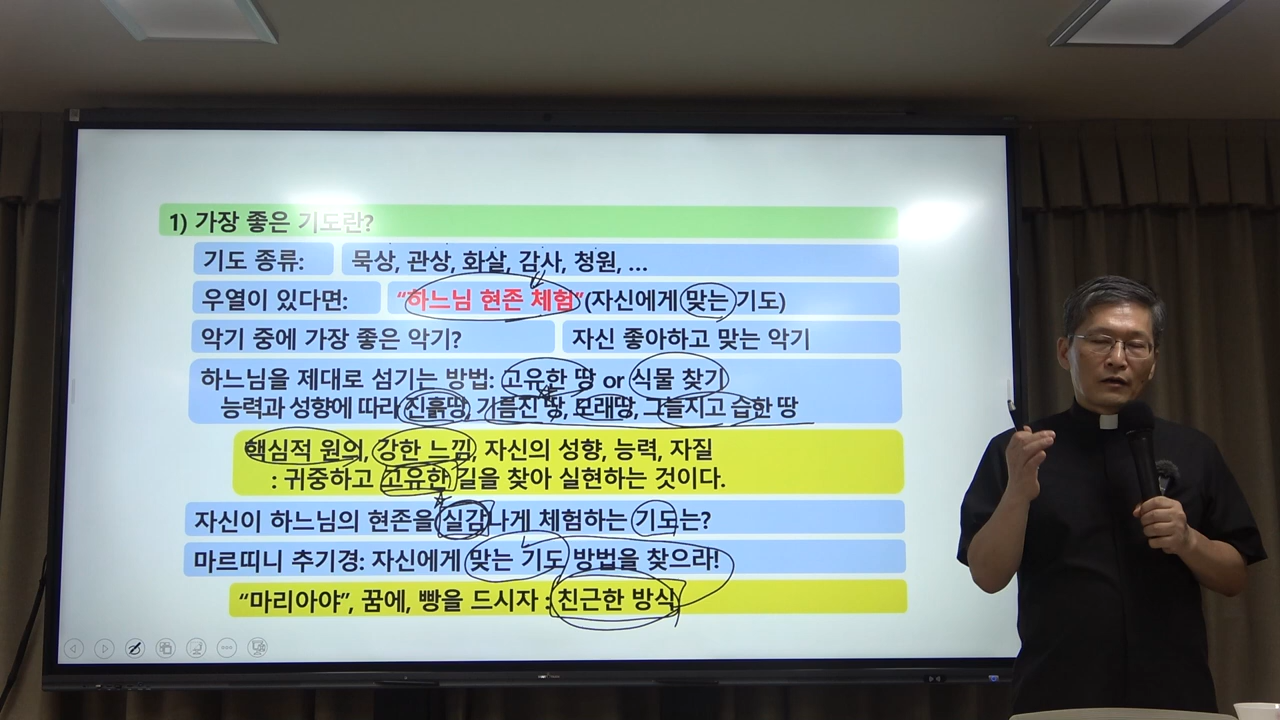 1) 가장 좋은 기도란?
기도 종류: 묵상, 관상, 화살, 감사, 청원, ...
우열이 있다면: “하느님 현존 체험”(자신에게 맞는 기도)
악기 중에 가장 좋은 악기? 자신 좋아하고 맞는 악기
하느님을 제대로 섬기는 방법: 고유한 땅 or 식물 찾기
능력과 성향에 따라 진흙땅, 기름진 땅, 모래땅, 그늘지고 습한 땅
핵심적 원의, 강한 느낌, 자신의 성향, 능력, 자질
: 귀중하고 고유한 길을 찾아 실현하는 것이다.
자신이 하느님의 현존을 실감나게 체험하는 기도는?
마르띠니 추기경: 자신에게 맞는 기도 방법을 찾으라!
“마리아야”, 꿈에, 빵을 드시자 : 친근한 방식